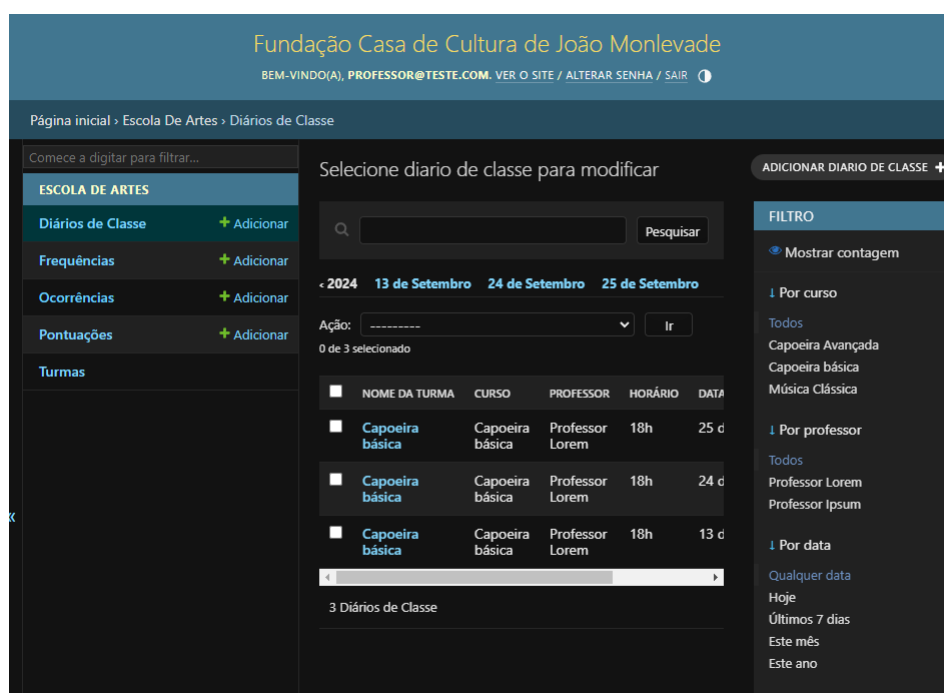 Fundação Casa de Cultura de João Monlevade
BEM-VINDO(A), PROFESSOR@TESTE.COM. VER O SITE / ALTERAR SENHA / SAIR
Página inicial › Escola De Artes › Diários de Classe
Comece a digitar para filtrar...
ESCOLA DE ARTES
Diários de Classe + Adicionar
Frequências + Adicionar
Ocorrências + Adicionar
Pontuações + Adicionar
Turmas
«
Selecione diario de classe para modificar
ADICIONAR DIARIO DE CLASSE +
Pesquisar
‹ 2024 13 de Setembro 24 de Setembro 25 de Setembro
Ação: --------- Ir
0 de 3 selecionado
NOME DA TURMA CURSO PROFESSOR HORÁRIO DATA
Capoeira básica Capoeira básica Professor Lorem 18h 25 d
Capoeira básica Capoeira básica Professor Lorem 18h 24 d
Capoeira básica Capoeira básica Professor Lorem 18h 13 d
3 Diários de Classe
FILTRO
Mostrar contagem
↓ Por curso
Todos
Capoeira Avançada
Capoeira básica
Música Clássica
↓ Por professor
Todos
Professor Lorem
Professor Ipsum
↓ Por data
Qualquer data
Hoje
Últimos 7 dias
Este mês
Este ano